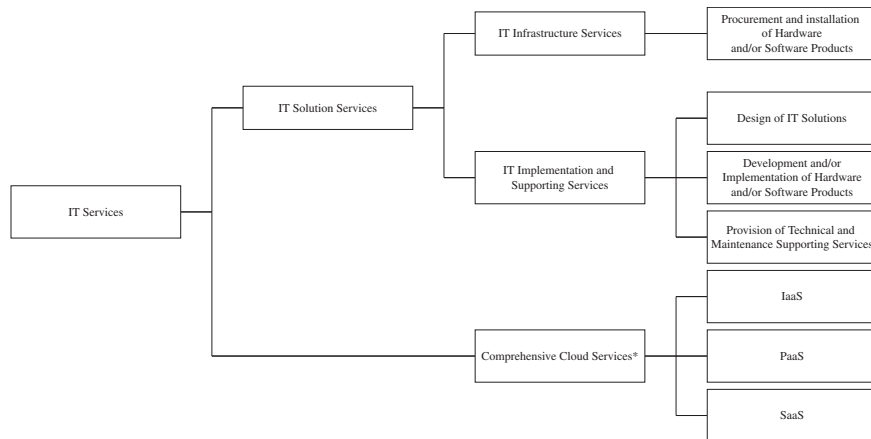 IT Services
IT Solution Services
IT Infrastructure Services
Procurement and installation
of Hardware
and/or Software Products
IT Implementation and
Supporting Services
Design of IT Solutions
Development and/or
Implementation of Hardware
and/or Software Products
Provision of Technical and
Maintenance Supporting Services
Comprehensive Cloud Services*
IaaS
PaaS
SaaS